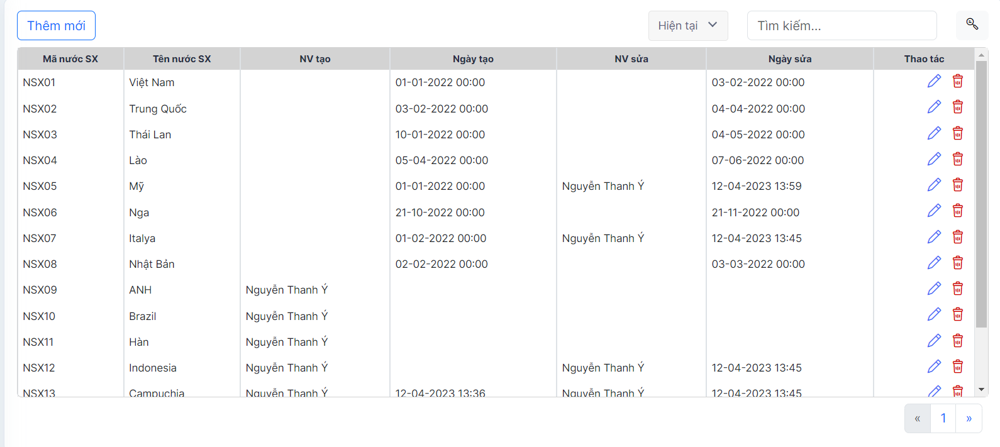 Thêm mới Hiện tại Tìm kiếm...
Mã nước SX Tên nước SX NV tạo Ngày tạo NV sửa Ngày sửa Thao tác
NSX01 Việt Nam 01-01-2022 00:00 03-02-2022 00:00
NSX02 Trung Quốc 03-02-2022 00:00 04-04-2022 00:00
NSX03 Thái Lan 10-01-2022 00:00 04-05-2022 00:00
NSX04 Lào 05-04-2022 00:00 07-06-2022 00:00
NSX05 Mỹ 01-01-2022 00:00 Nguyễn Thanh Ý 12-04-2023 13:59
NSX06 Nga 21-10-2022 00:00 21-11-2022 00:00
NSX07 Italya 01-02-2022 00:00 Nguyễn Thanh Ý 12-04-2023 13:45
NSX08 Nhật Bản 02-02-2022 00:00 03-03-2022 00:00
NSX09 ANH Nguyễn Thanh Ý
NSX10 Brazil Nguyễn Thanh Ý
NSX11 Hàn Nguyễn Thanh Ý
NSX12 Indonesia Nguyễn Thanh Ý Nguyễn Thanh Ý 12-04-2023 13:45
NSX13 Campuchia Nguyễn Thanh Ý 12-04-2023 13:36 Nguyễn Thanh Ý 12-04-2023 13:45
« 1 »